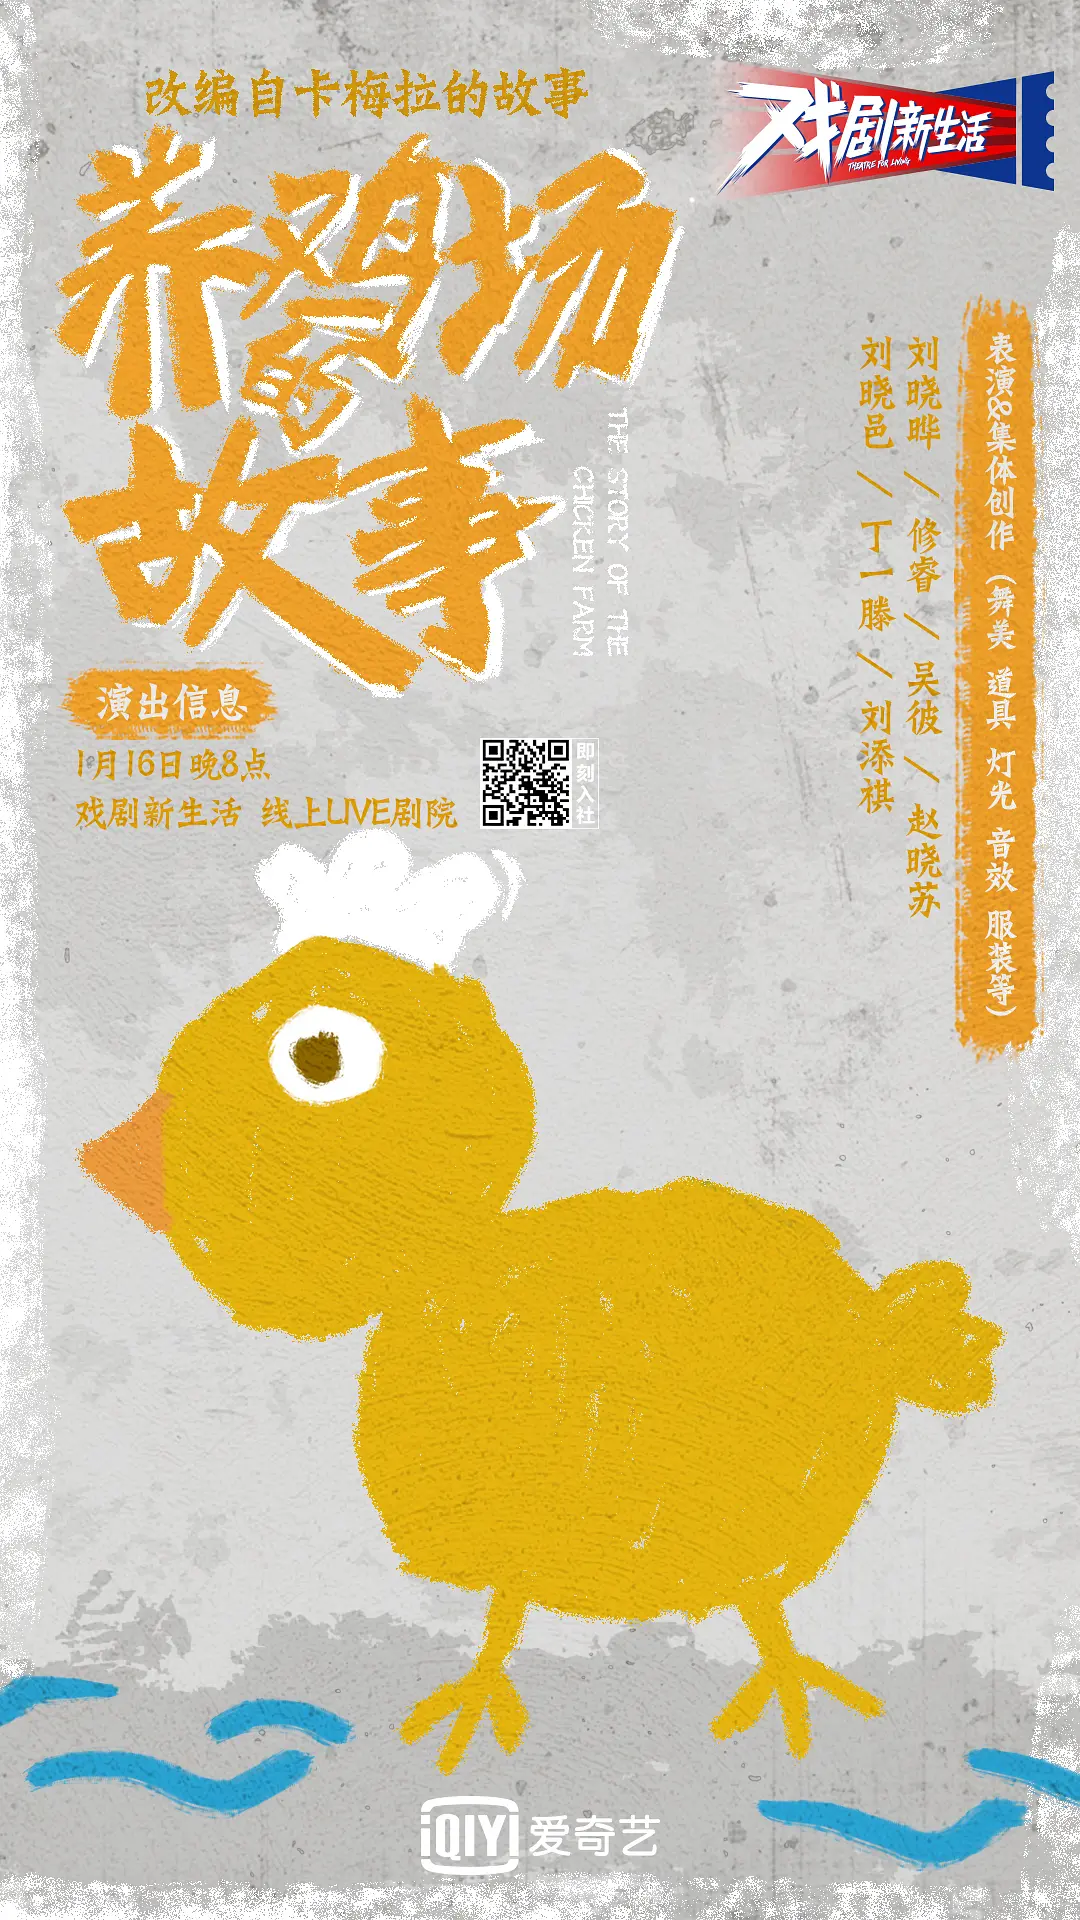 改编自卡梅拉的故事
戏剧新生活
THEATRE FOR LIVING
养鸡场
的
故事
THE STORY OF THE
CHICKEN FARM
表演&集体创作（舞美 道具 灯光 音效 服装等）
刘晓晔／修睿／吴彼／赵晓苏
刘晓邑／丁一滕／刘添祺
演出信息
1月16日晚8点
戏剧新生活 线上LIVE剧院
即刻入社
iQIYI 爱奇艺